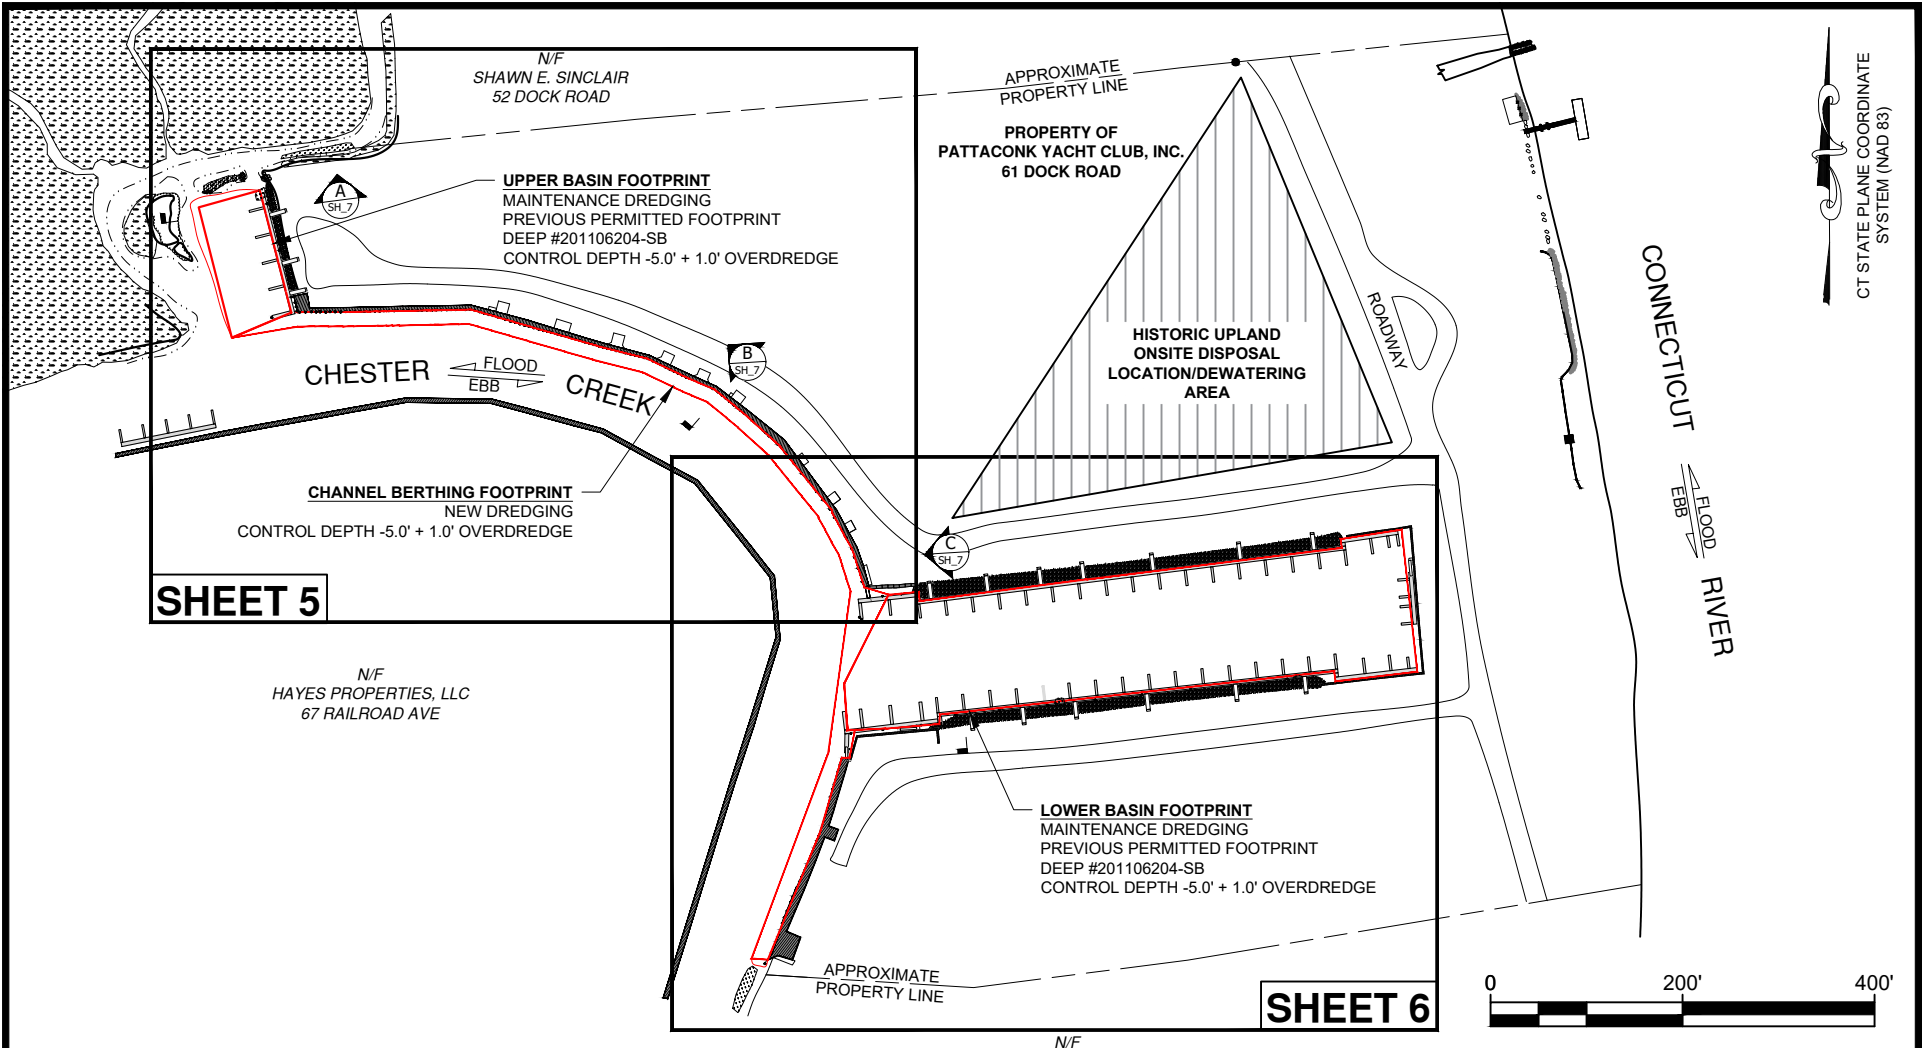 N/F
SHAWN E. SINCLAIR
52 DOCK ROAD
APPROXIMATE
PROPERTY LINE
PROPERTY OF
PATTACONK YACHT CLUB, INC.
61 DOCK ROAD
CT STATE PLANE COORDINATE
SYSTEM (NAD 83)
A
SH_7
UPPER BASIN FOOTPRINT
MAINTENANCE DREDGING
PREVIOUS PERMITTED FOOTPRINT
DEEP #201106204-SB
CONTROL DEPTH -5.0' + 1.0' OVERDREDGE
HISTORIC UPLAND
ONSITE DISPOSAL
LOCATION/DEWATERING
AREA
ROADWAY
CONNECTICUT
RIVER
FLOOD
EBB
CHESTER
CREEK
FLOOD
EBB
B
SH_7
CHANNEL BERTHING FOOTPRINT
NEW DREDGING
CONTROL DEPTH -5.0' + 1.0' OVERDREDGE
C
SH_7
SHEET 5
N/F
HAYES PROPERTIES, LLC
67 RAILROAD AVE
LOWER BASIN FOOTPRINT
MAINTENANCE DREDGING
PREVIOUS PERMITTED FOOTPRINT
DEEP #201106204-SB
CONTROL DEPTH -5.0' + 1.0' OVERDREDGE
APPROXIMATE
PROPERTY LINE
SHEET 6
0 200' 400'
N/F